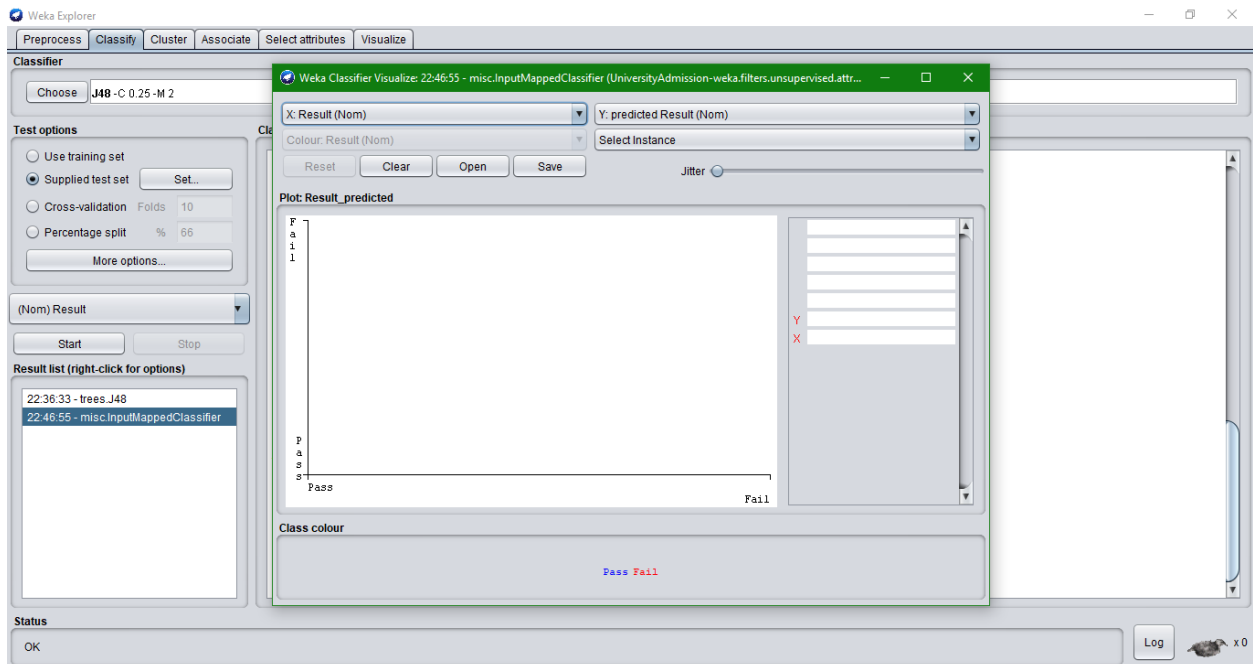 Weka Explorer
Preprocess Classify Cluster Associate Select attributes Visualize
Classifier
Choose J48 -C 0.25 -M 2
Test options
Use training set
Supplied test set Set...
Cross-validation Folds 10
Percentage split % 66
More options...
(Nom) Result
Start Stop
Result list (right-click for options)
22:36:33 - trees.J48
22:46:55 - misc.InputMappedClassifier
Cla
Weka Classifier Visualize: 22:46:55 - misc.InputMappedClassifier (UniversityAdmission-weka.filters.unsupervised.attr...
X: Result (Nom) Y: predicted Result (Nom)
Colour: Result (Nom) Select Instance
Reset Clear Open Save Jitter
Plot: Result_predicted
Fail
Pass
Pass Fail
Y
X
Class colour
Pass Fail
Status
OK
Log x 0